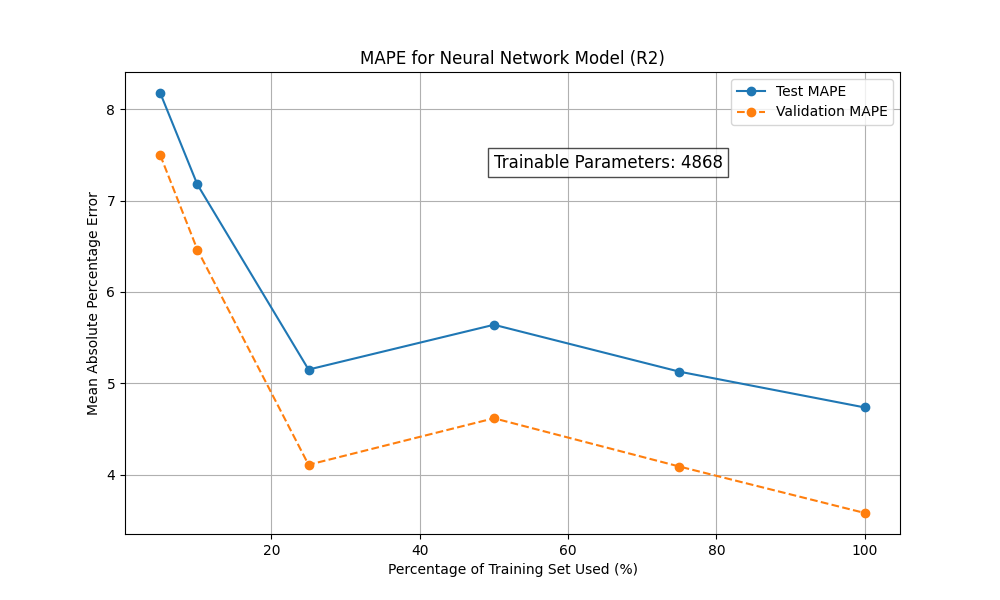 MAPE for Neural Network Model (R2)
Test MAPE
Validation MAPE
Trainable Parameters: 4868
Mean Absolute Percentage Error
8
7
6
5
4
20
40
60
80
100
Percentage of Training Set Used (%)